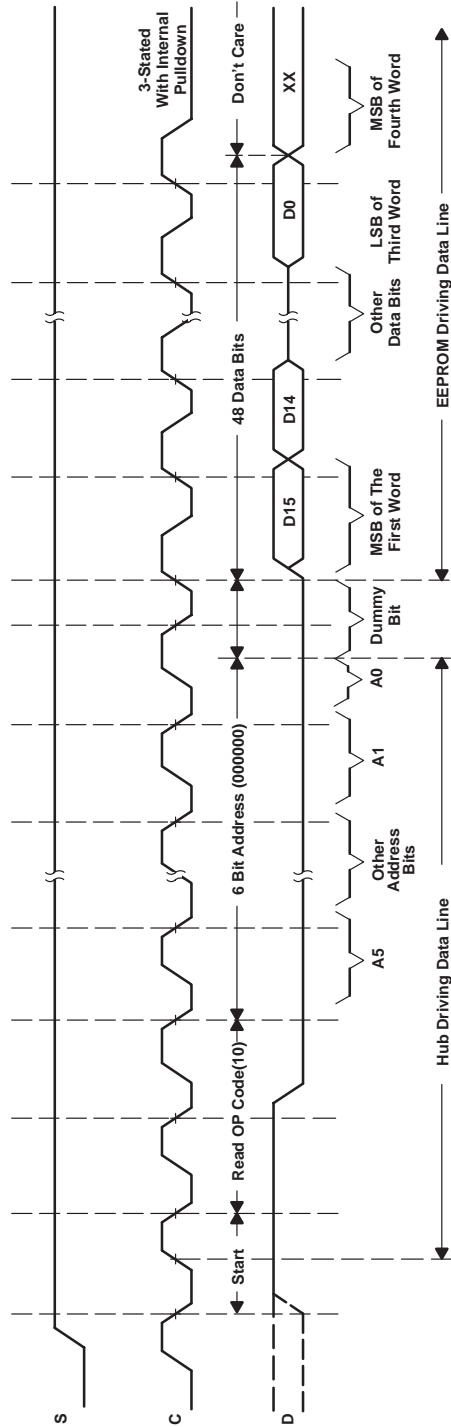 S
C
D
3-Stated
With Internal
Pulldown
Start
Read OP Code(10)
6 Bit Address (000000)
48 Data Bits
Don't Care
D15
D14
D0
XX
A5
Other
Address
Bits
A1
A0
Dummy
Bit
MSB of The
First Word
Other
Data Bits
LSB of
Third Word
MSB of
Fourth Word
Hub Driving Data Line
EEPROM Driving Data Line